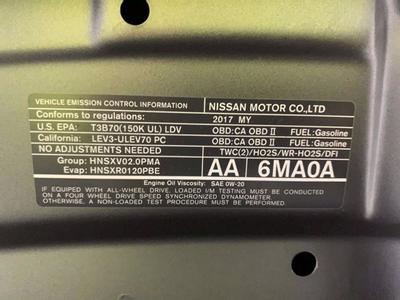 VEHICLE EMISSION CONTROL INFORMATION NISSAN MOTOR CO.,LTD
Conforms to regulations: 2017 MY
U.S. EPA: T3B70(150K UL) LDV OBD:CA OBD II FUEL:Gasoline
California: LEV3-ULEV70 PC OBD:CA OBD II FUEL:Gasoline
NO ADJUSTMENTS NEEDED TWC(2)/HO2S/WR-HO2S/DFI
Group: HNSXV02.0PMA AA 6MA0A
Evap: HNSXR0120PBE
Engine Oil Viscosity: SAE 0W-20
IF EQUIPPED WITH ALL WHEEL DRIVE, LOADED I/M TESTING MUST BE CONDUCTED
ON A FOUR WHEEL DRIVE SPEED SYNCHRONIZED DYNAMOMETER.
OTHERWISE, A NON-LOADED TEST PROCEDURE MUST BE USED.